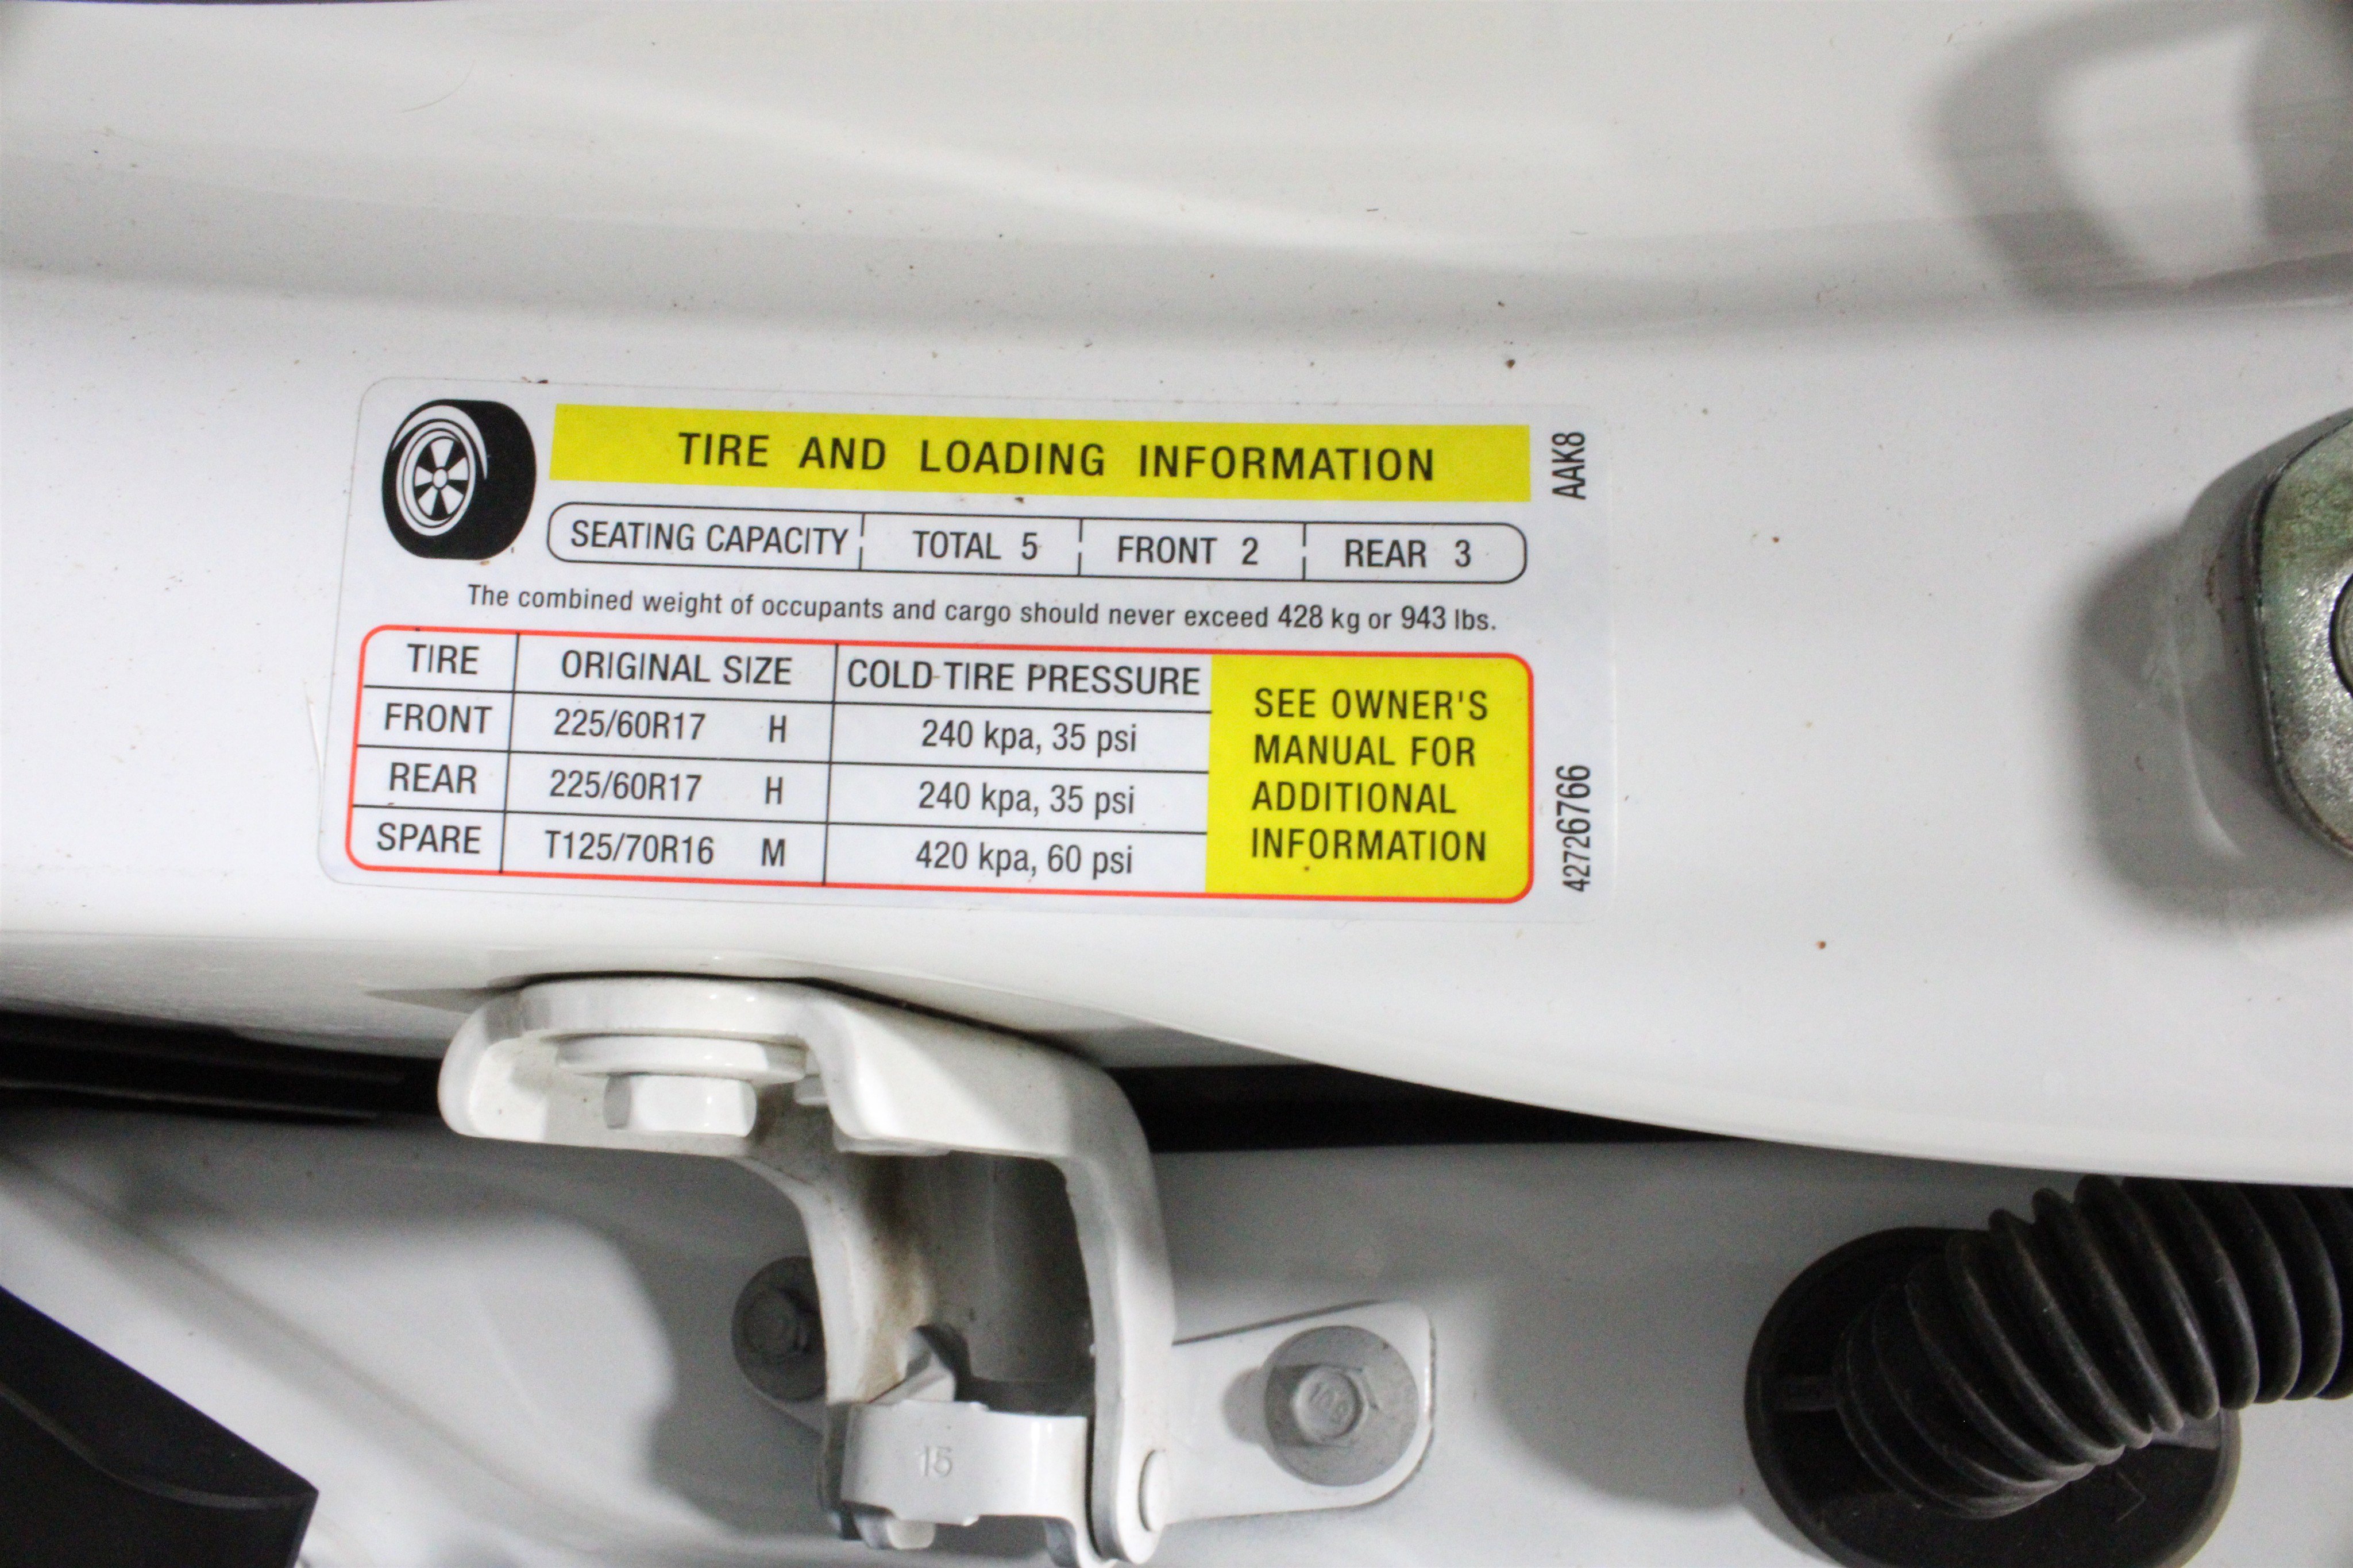 TIRE AND LOADING INFORMATION
SEATING CAPACITY TOTAL 5 FRONT 2 REAR 3
The combined weight of occupants and cargo should never exceed 428 kg or 943 lbs.
TIRE ORIGINAL SIZE COLD TIRE PRESSURE
FRONT 225/60R17 H 240 kpa, 35 psi
REAR 225/60R17 H 240 kpa, 35 psi
SPARE T125/70R16 M 420 kpa, 60 psi
SEE OWNER'S
MANUAL FOR
ADDITIONAL
INFORMATION
AAK8
42726766
15